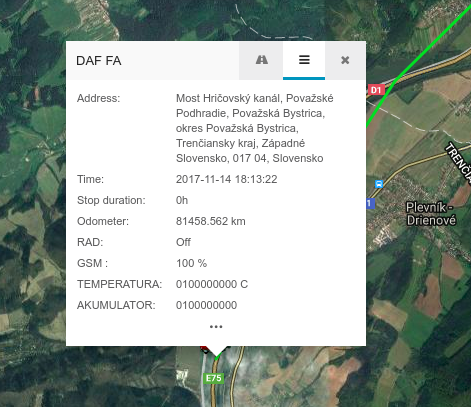 DAF FA
Address: Most Hričovský kanál, Považské
Podhradie, Považská Bystrica,
okres Považská Bystrica,
Trenčiansky kraj, Západné
Slovensko, 017 04, Slovensko
Time: 2017-11-14 18:13:22
Stop duration: 0h
Odometer: 81458.562 km
RAD: Off
GSM : 100 %
TEMPERATURA: 0100000000 C
AKUMULATOR: 0100000000
•••
D1
TRENČIA
1
Plevník -
Drienové
E75